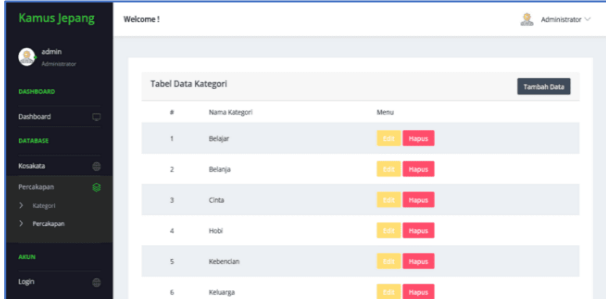 Kamus Jepang
Welcome !
Administrator
admin
Administrator
DASHBOARD
Dashboard
DATABASE
Kosakata
Percakapan
Kategori
Percakapan
AKUN
Login
Tabel Data Kategori
Tambah Data
# Nama Kategori Menu
1 Belajar Edit Hapus
2 Belanja Edit Hapus
3 Cinta Edit Hapus
4 Hobi Edit Hapus
5 Kebencian Edit Hapus
6 Keluarga Edit Hapus